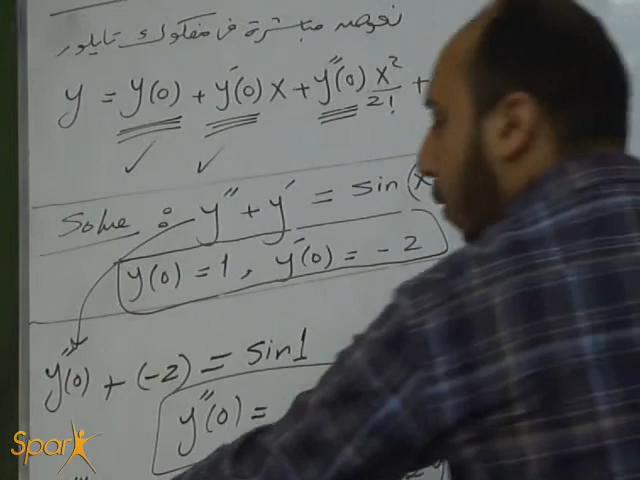 نعوض مباشرة في مفكوك تايلور
y = y(0) + y'(0) x + y''(0) x²/2! +
Solve : y'' + y' = sin (x
y(0) = 1 , y'(0) = -2
y''(0) + (-2) = sin1
y''(0) =
Spark